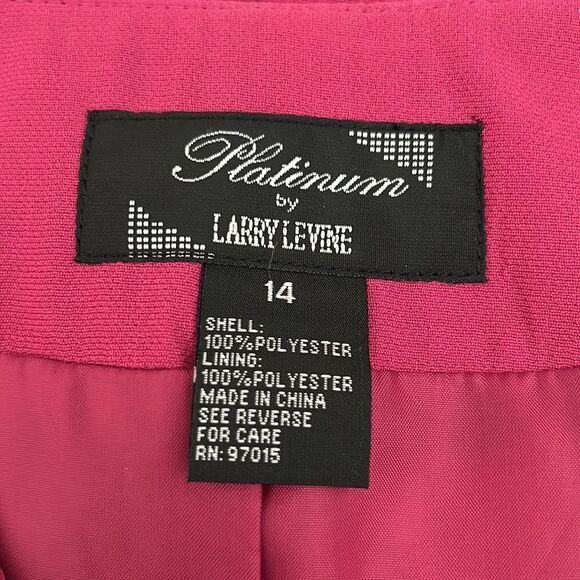 Platinum
by
LARRY LEVINE
14
SHELL:
100%POLYESTER
LINING:
100%POLYESTER
MADE IN CHINA
SEE REVERSE
FOR CARE
RN: 97015